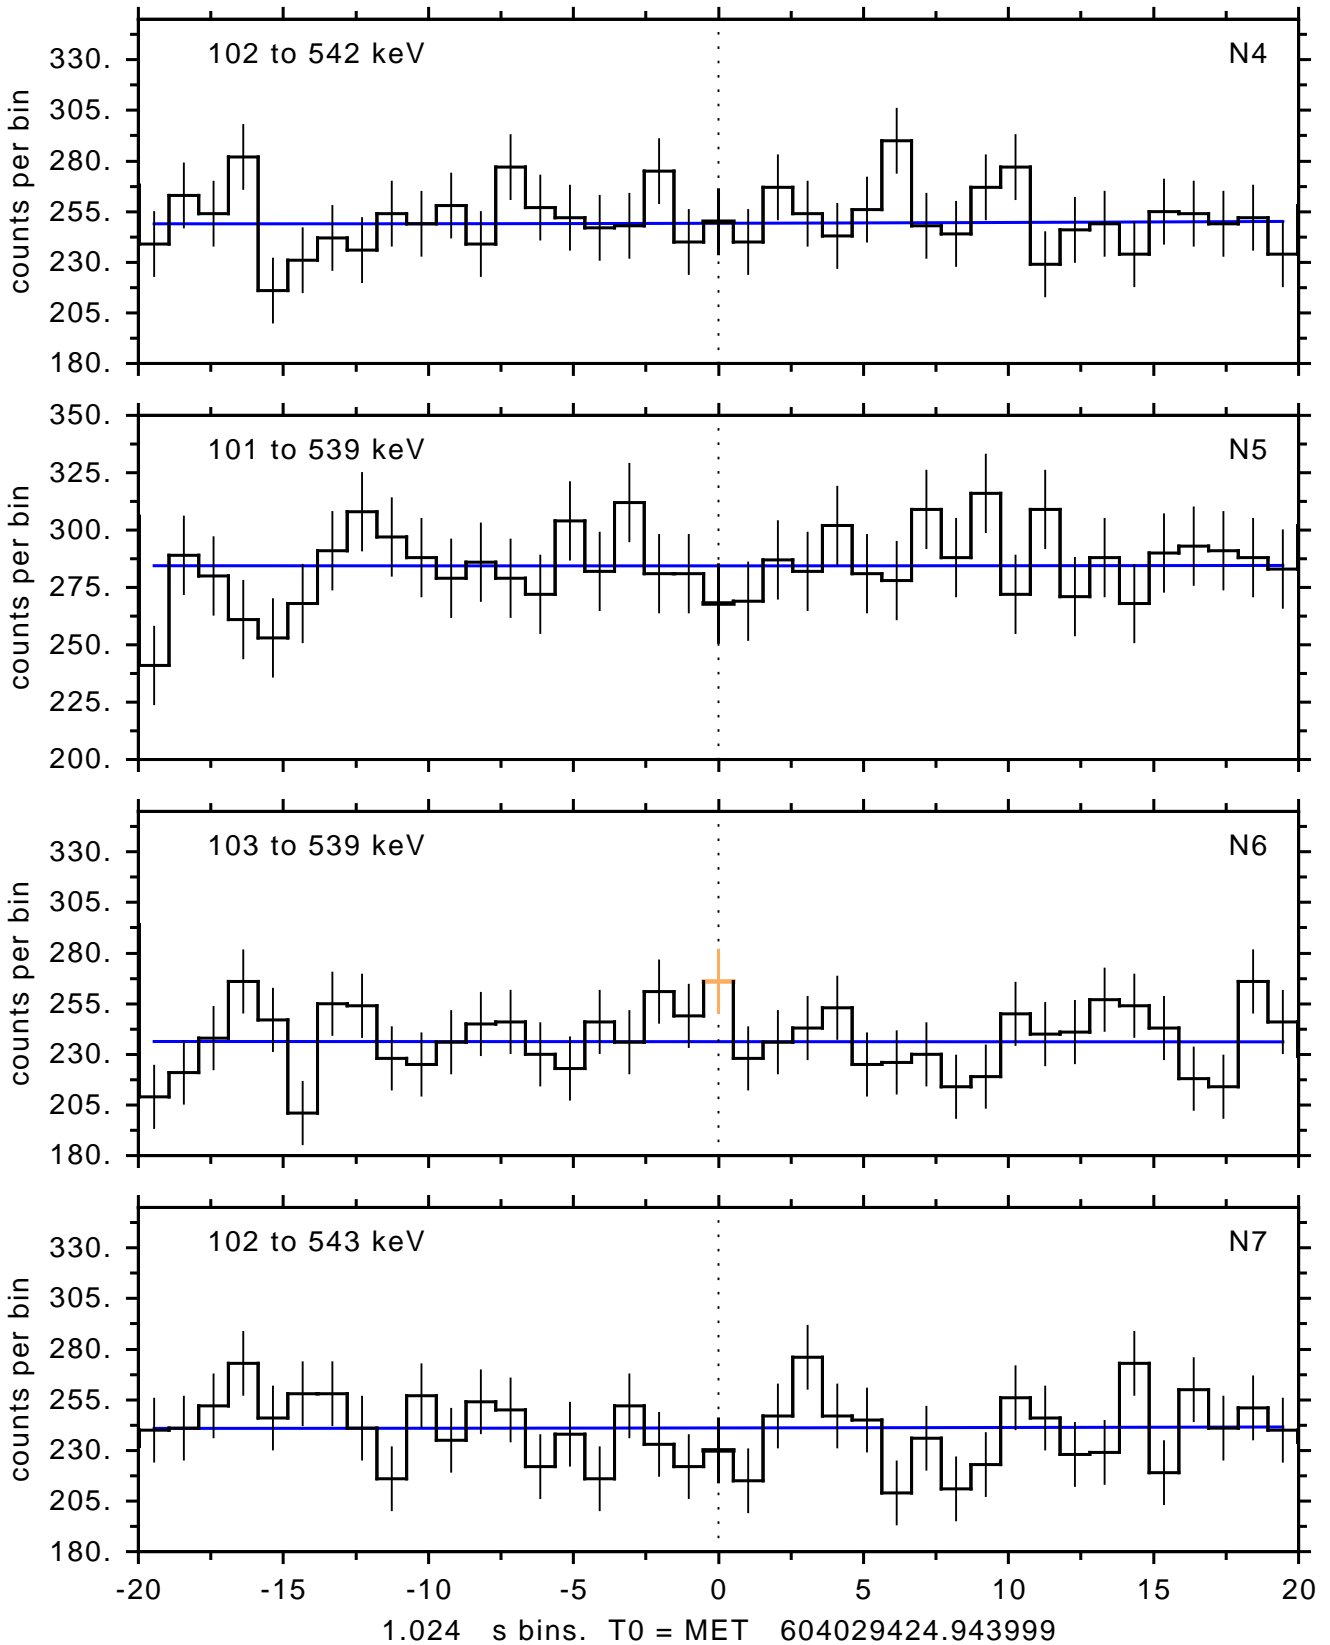 102 to 542 keV N4
330.
305.
280.
255.
230.
205.
180.
counts per bin
101 to 539 keV N5
350.
325.
300.
275.
250.
225.
200.
counts per bin
103 to 539 keV N6
330.
305.
280.
255.
230.
205.
180.
counts per bin
102 to 543 keV N7
330.
305.
280.
255.
230.
205.
180.
counts per bin
-20 -15 -10 -5 0 5 10 15 20
1.024 s bins. T0 = MET 604029424.943999